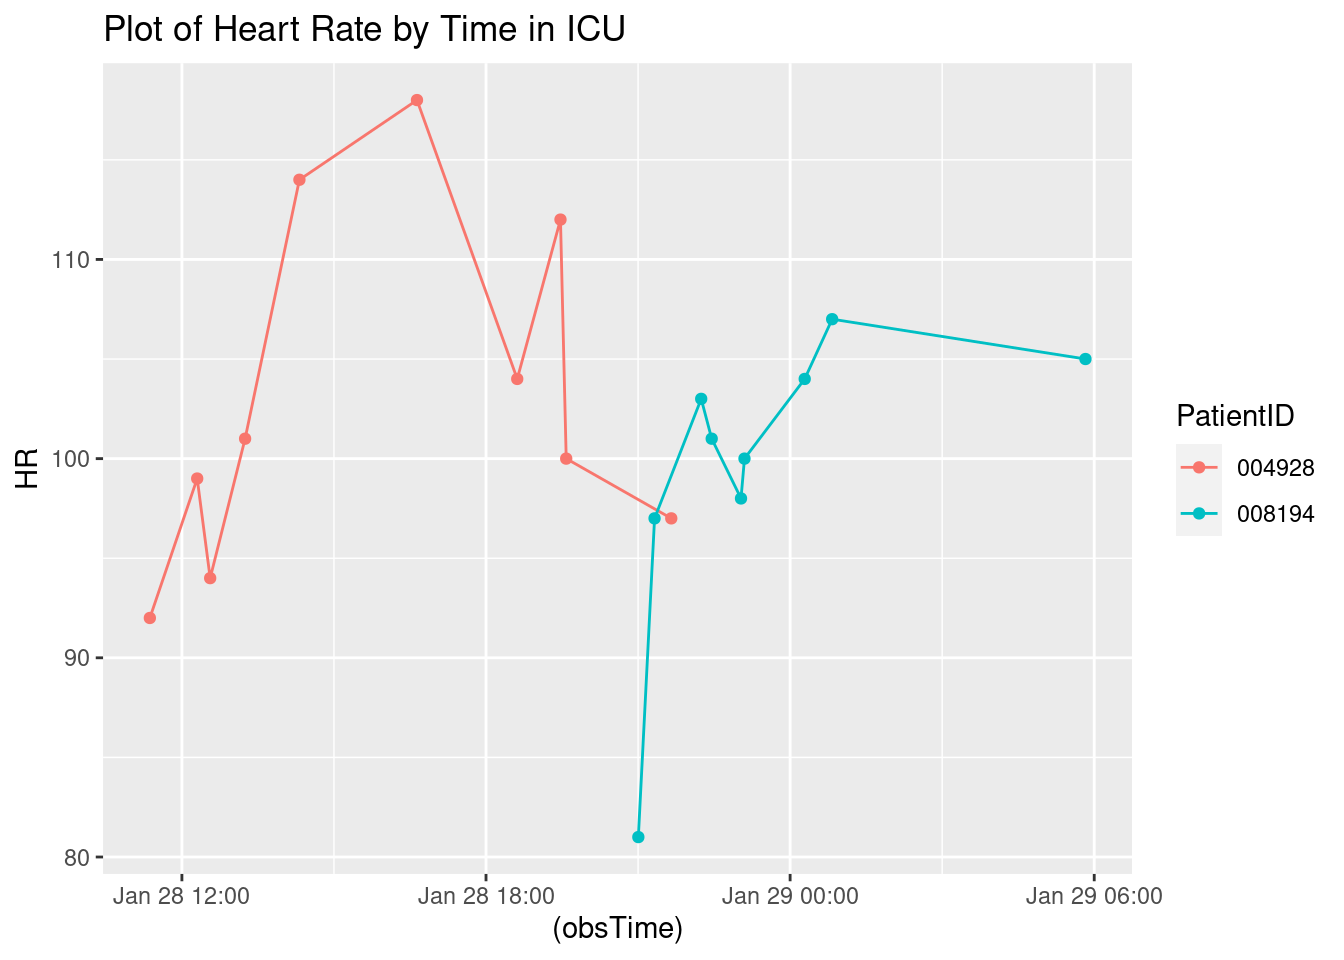 Plot of Heart Rate by Time in ICU
HR
110
100
90
80
Jan 28 12:00
Jan 28 18:00
Jan 29 00:00
Jan 29 06:00
(obsTime)
PatientID
004928
008194